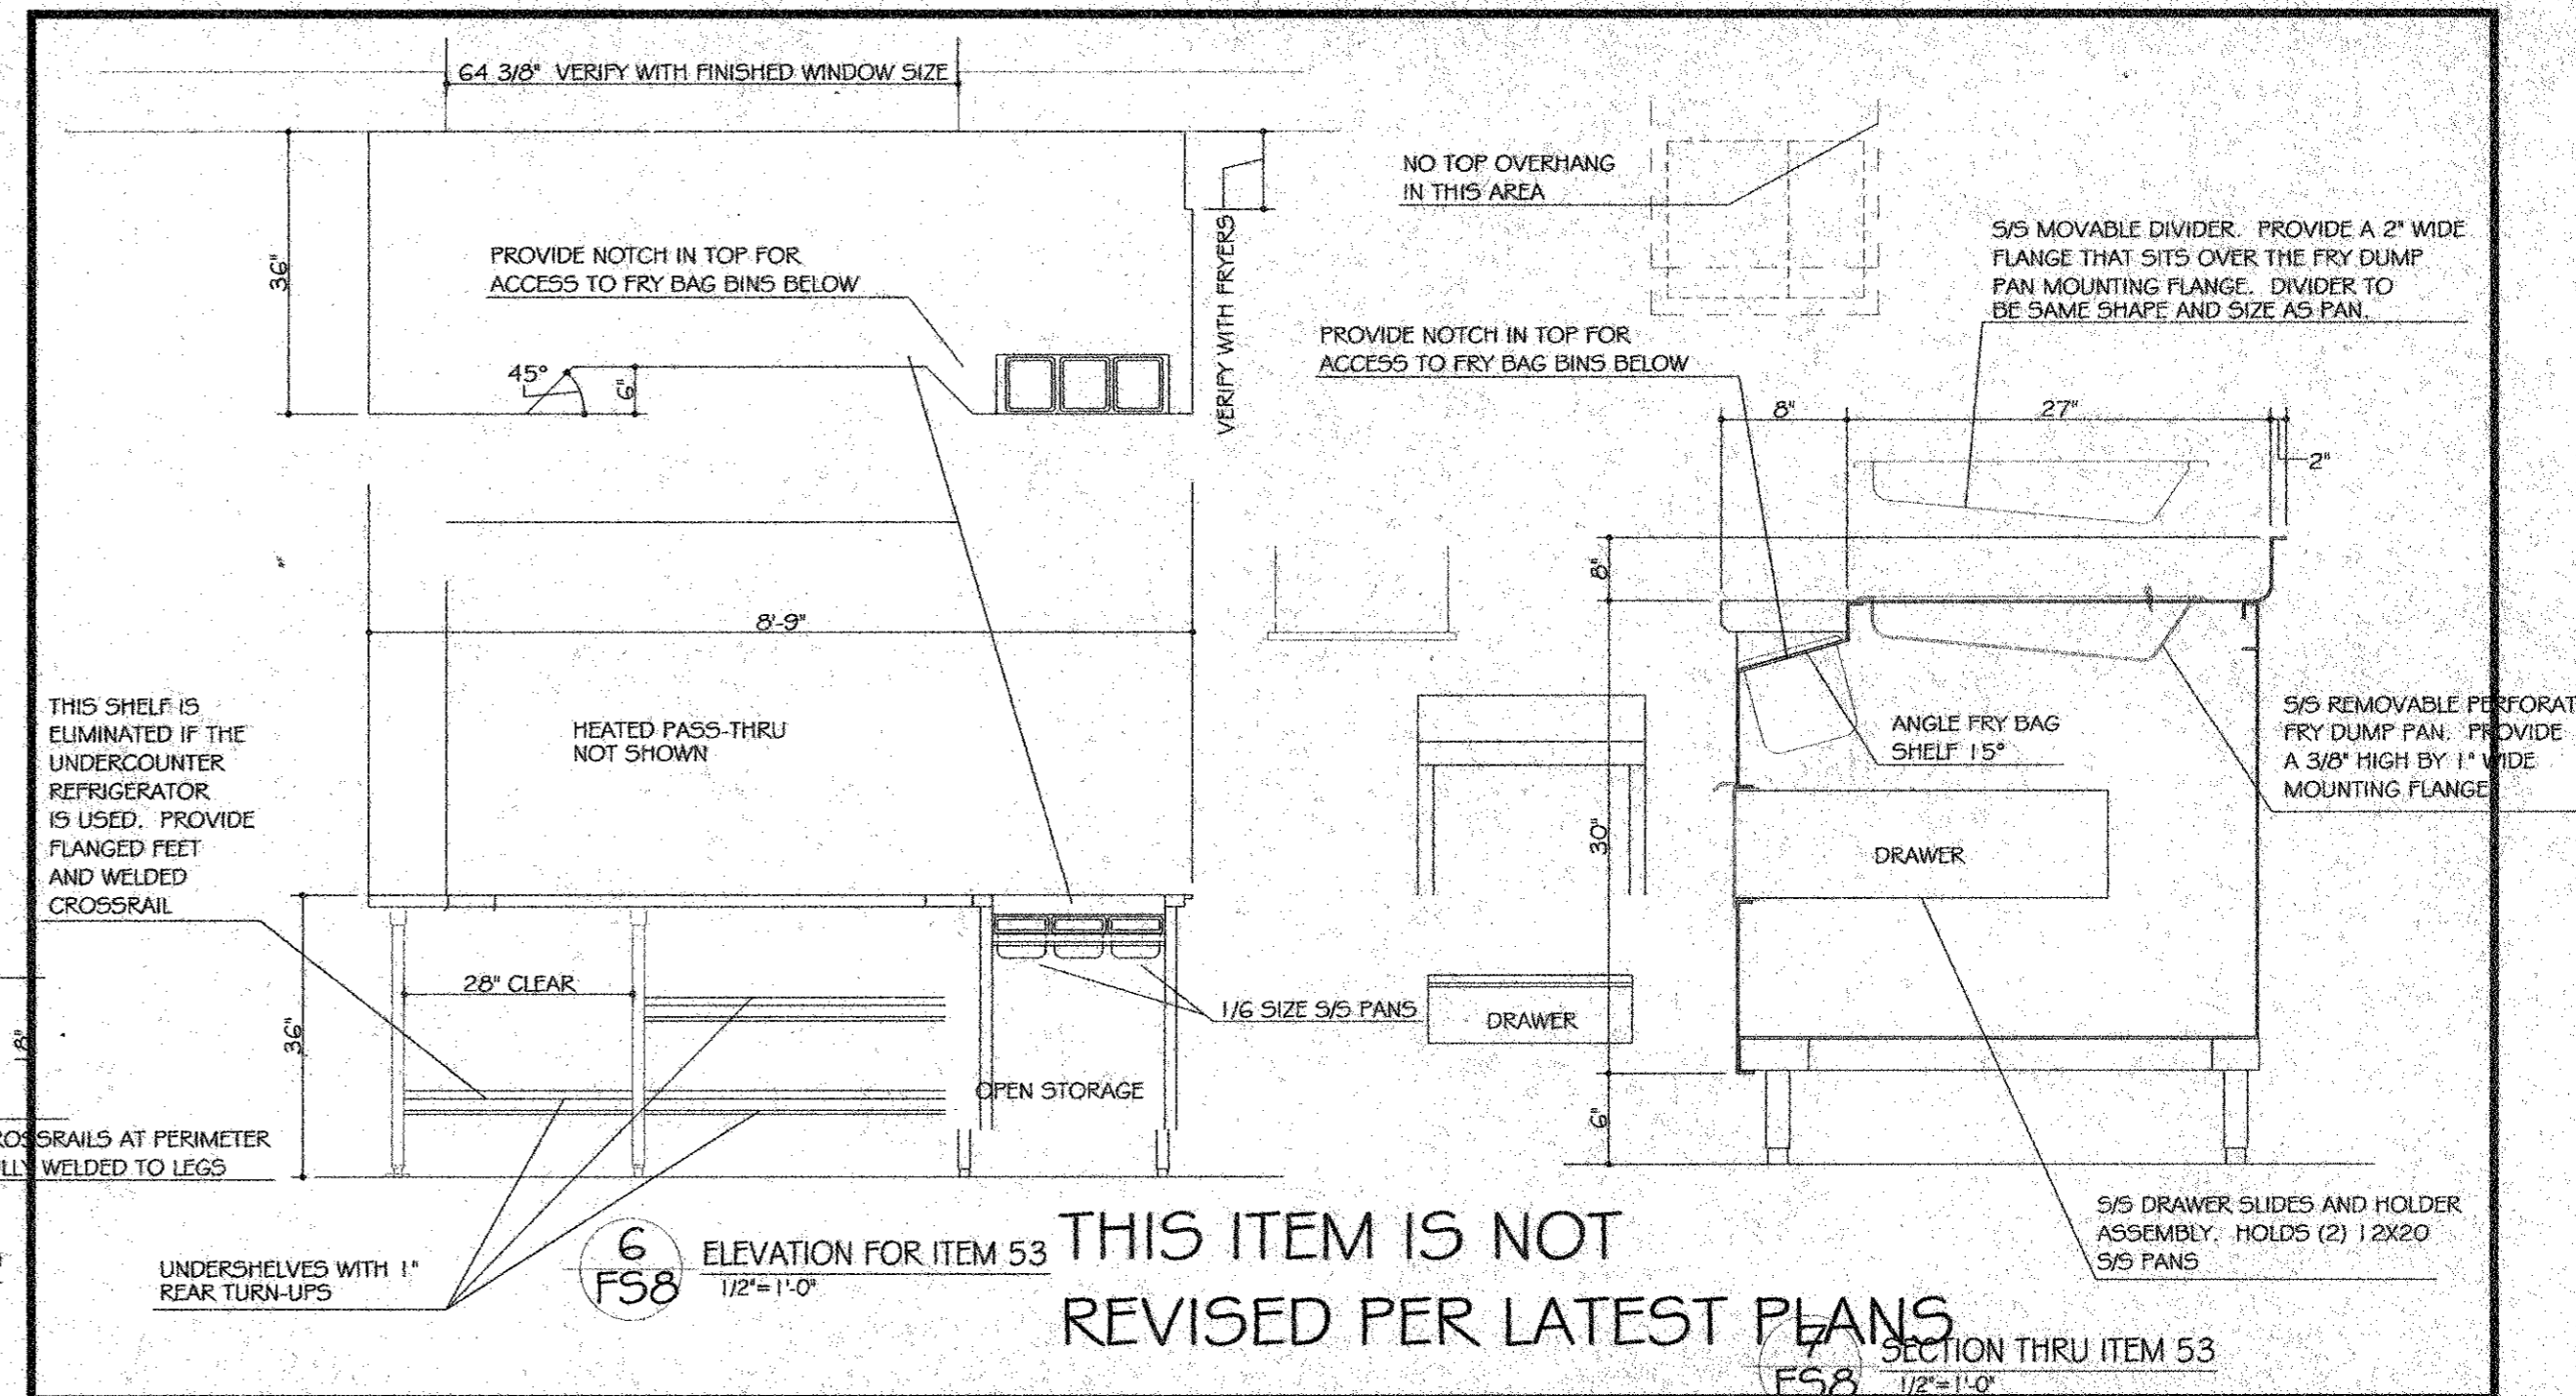 64 3/8" VERIFY WITH FINISHED WINDOW SIZE
36"
PROVIDE NOTCH IN TOP FOR
ACCESS TO FRY BAG BINS BELOW
45°
6"
VERIFY WITH FRYERS
NO TOP OVERHANG
IN THIS AREA
PROVIDE NOTCH IN TOP FOR
ACCESS TO FRY BAG BINS BELOW
S/S MOVABLE DIVIDER. PROVIDE A 2" WIDE
FLANGE THAT SITS OVER THE FRY DUMP
PAN MOUNTING FLANGE. DIVIDER TO
BE SAME SHAPE AND SIZE AS PAN.
8"
27"
2"
8"
8'-9"
THIS SHELF IS
ELIMINATED IF THE
UNDERCOUNTER
REFRIGERATOR
IS USED. PROVIDE
FLANGED FEET
AND WELDED
CROSSRAIL
HEATED PASS-THRU
NOT SHOWN
ANGLE FRY BAG
SHELF 15°
S/S REMOVABLE PERFORAT
FRY DUMP PAN. PROVIDE
A 3/8" HIGH BY 1" WIDE
MOUNTING FLANGE
30"
DRAWER
28" CLEAR
1/6 SIZE S/S PANS
DRAWER
36"
18"
OPEN STORAGE
6"
ROSSRAILS AT PERIMETER
LLY WELDED TO LEGS
UNDERSHELVES WITH 1"
REAR TURN-UPS
6
FS8
ELEVATION FOR ITEM 53
1/2"=1'-0"
THIS ITEM IS NOT
REVISED PER LATEST PLANS
S/S DRAWER SLIDES AND HOLDER
ASSEMBLY. HOLDS (2) 12X20
S/S PANS
7
FS8
SECTION THRU ITEM 53
1/2"=1'-0"